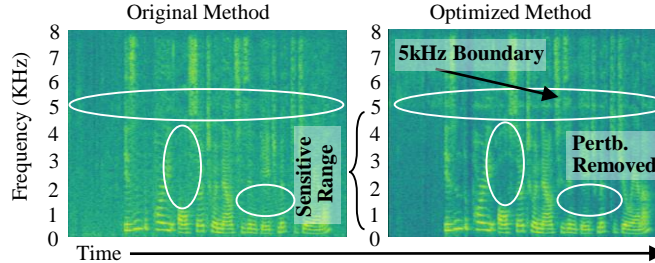 Original Method
Optimized Method
Frequency (KHz)
8
7
6
5
4
3
2
1
0
Sensitive
Range
8
7
6
5
4
3
2
1
0
5kHz Boundary
Pertb.
Removed
Time